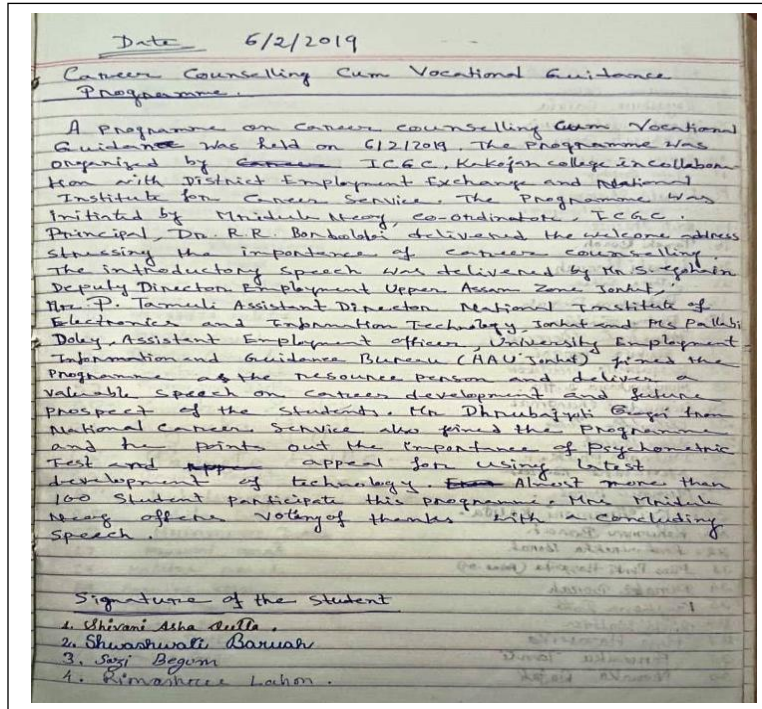 Date 6/2/2019
Career Counselling Cum Vocational Guidance
Programme.
A Programme on career counselling cum Vocational
Guidance was held on 6/2/2019. The Programme was
organized by ICGC, Kakojan college in collabora-
tion with District Employment Exchange and National
Institute for Career Service. The Programme was
initiated by Mridula Neog, co-ordinator ICGC.
Principal, Dr. R.R. Borboloi delivered the welcome address
stressing the importance of career counselling.
The introductory speech was delivered by Mr S. Gohain
Deputy Director Employment Upper Assam Zone Jorhat,
Mr. P. Tamuli Assistant Director National Institute of
Electronics and Information Technology, Jorhat and Ms Pallabi
Doley, Assistant Employment officer, University Employment
Information and Guidance Bureau (AAU Jorhat) joined the
Programme as the resource person and deliver a
valuable speech on career development and future
prospect of the students. Mr Dhrubajyoti Gogoi from
National Career Service also joined the programme
and he points out the importance of Psychometric
Test and appeal for using latest
development of technology. Almost more than
100 Student participate this programme. Mrs Mridula
Neog offers Voting of thanks with a concluding
Speech.
Signature of the Student
1. Shivani Asha
2. Shwashwati Baruah
3. Sazi Begum
4. Rimashree Lahon.